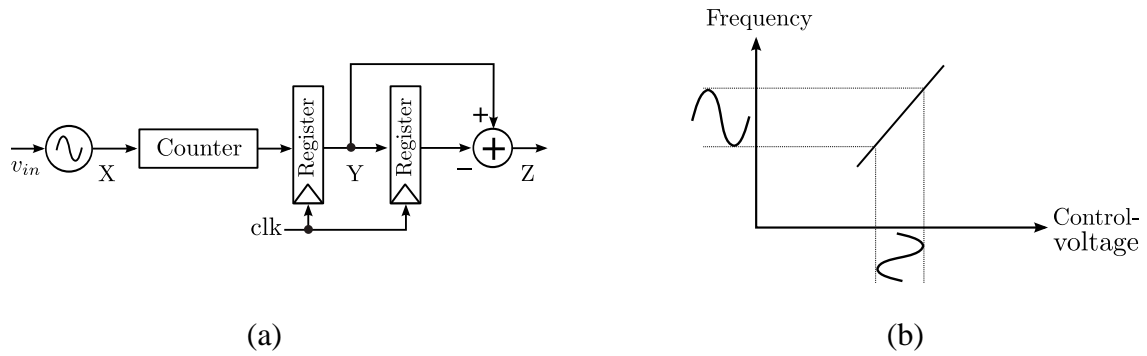 Frequency
+
Counter
Register
Register
+
v_in
X
Y
−
Z
clk
Control-
voltage
(a)
(b)